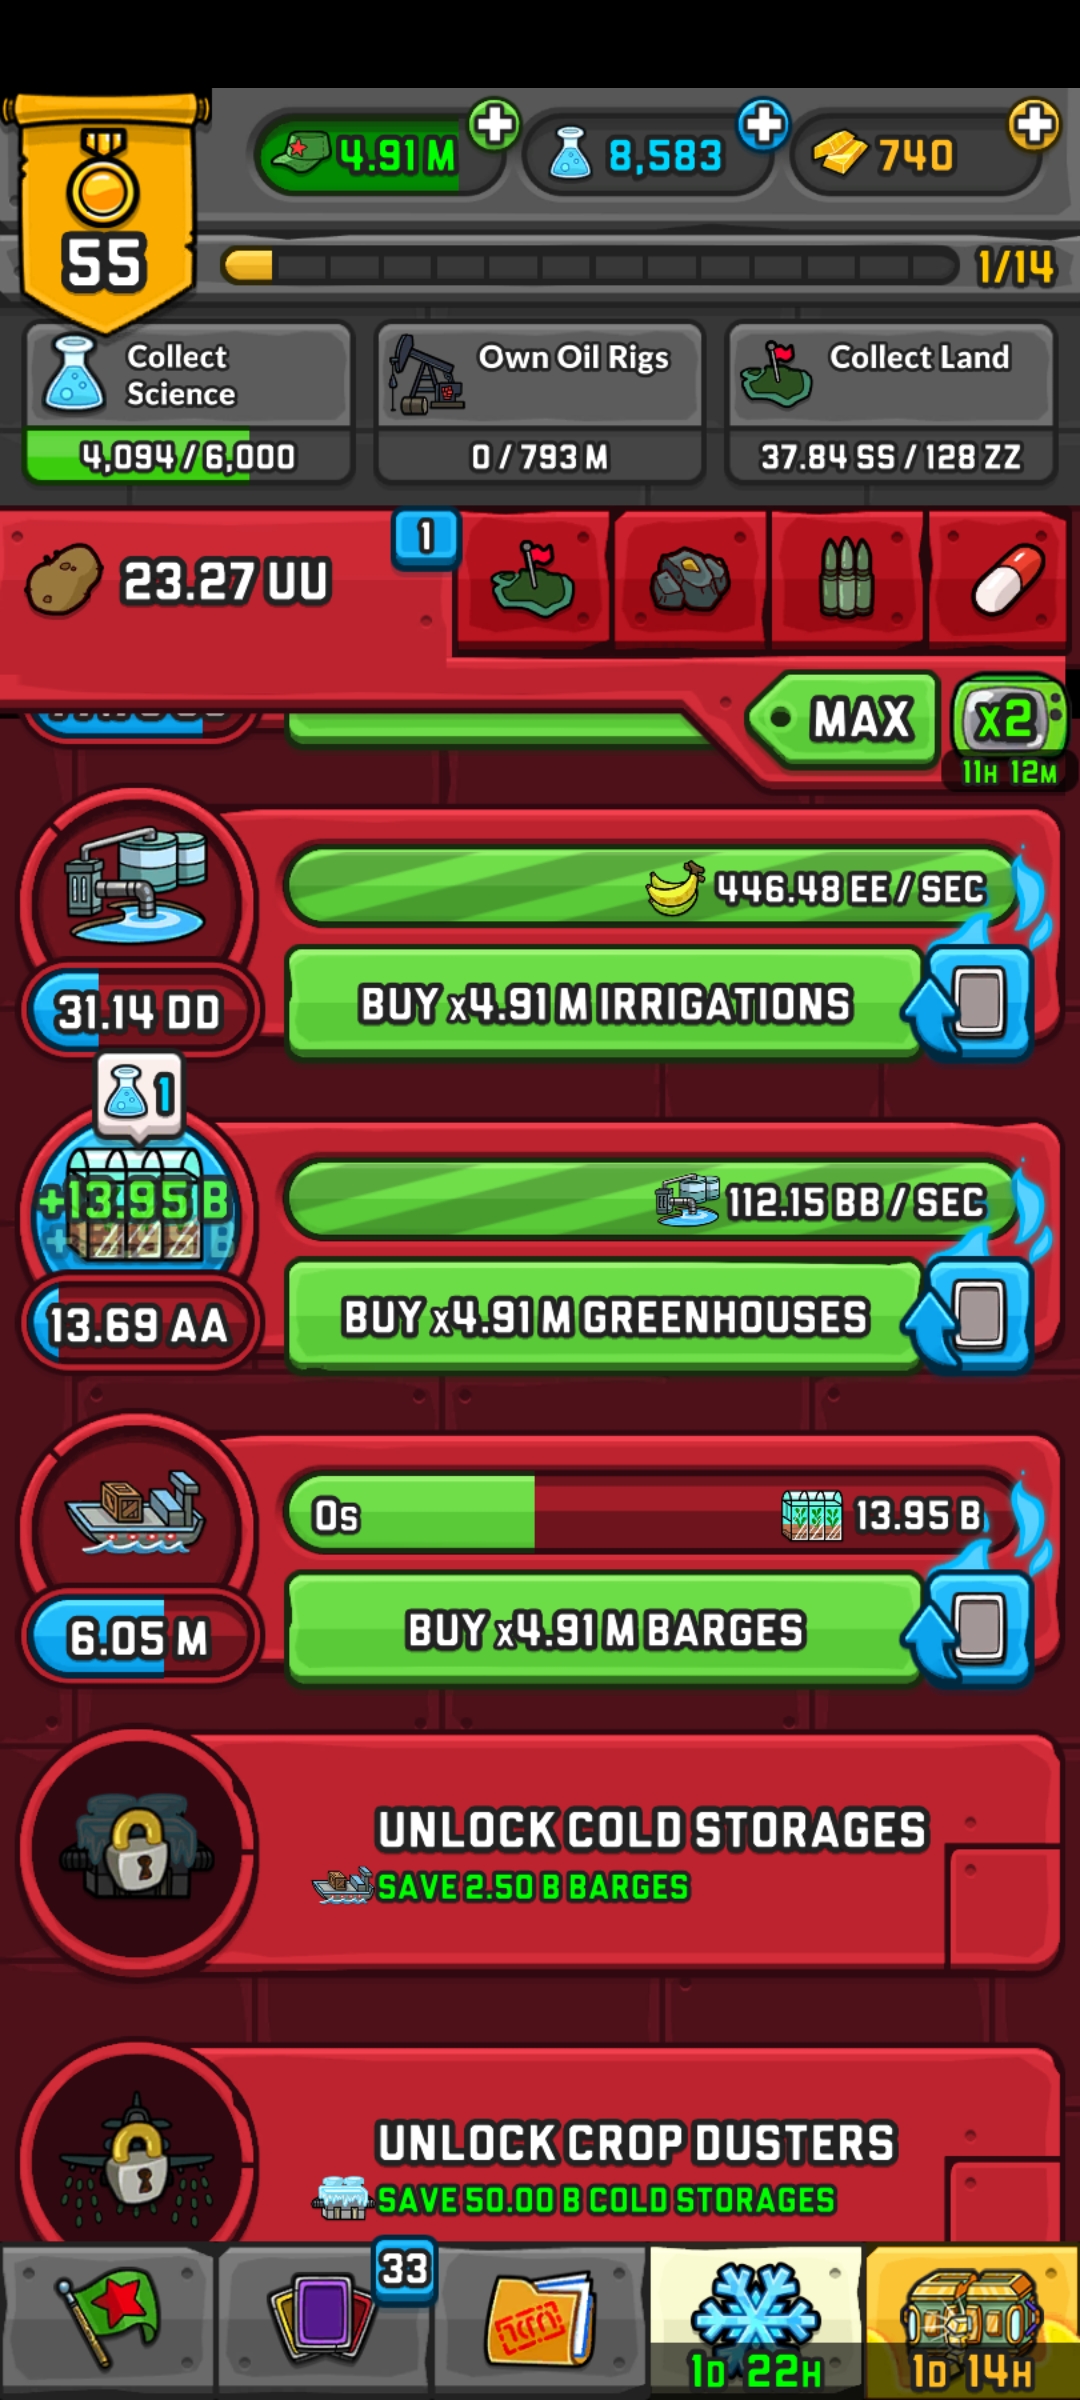 4.91 M
8,583
740
55
1/14
Collect
Science
4,094 / 6,000
Own Oil Rigs
0 / 793 M
Collect Land
37.84 SS / 128 ZZ
23.27 UU
1
MAX
x2
11H 12M
446.48 EE / SEC
31.14 DD
BUY x4.91 M IRRIGATIONS
1
+13.95 B
112.15 BB / SEC
13.69 AA
BUY x4.91 M GREENHOUSES
0s
13.95 B
6.05 M
BUY x4.91 M BARGES
UNLOCK COLD STORAGES
SAVE 2.50 B BARGES
UNLOCK CROP DUSTERS
SAVE 50.00 B COLD STORAGES
33
1D 22H
1D 14H